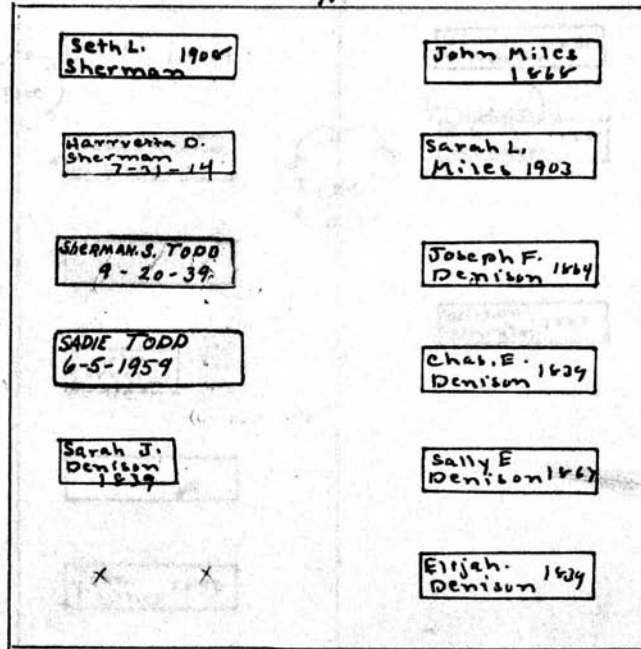 Seth L. 1908
Sherman
Harryetta D.
Sherman
7-21-14
SHERMAN.S. TODD
9-20-39.
SADIE TODD
6-5-1959
Sarah J.
Denison
1839
X X
John Miles
1868
Sarah L.
Miles 1903
Joseph F.
Denison 1864
Chas. E.
Denison 1839
Sally E
Denison 1867
Elijah.
Denison 1839